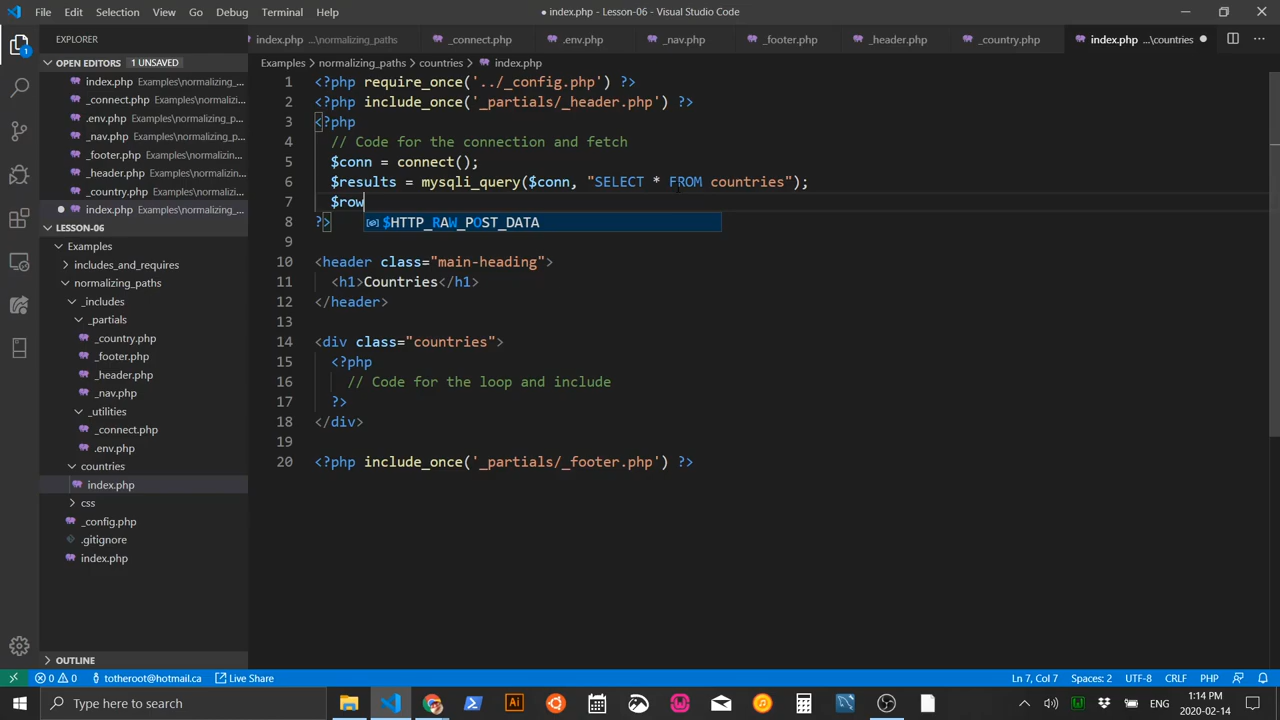 File Edit Selection View Go Debug Terminal Help
● index.php - Lesson-06 - Visual Studio Code
EXPLORER
index.php ...\normalizing_paths _connect.php .env.php _nav.php _footer.php _header.php _country.php index.php ...\countries
OPEN EDITORS 1 UNSAVED
index.php Examples\normalizing_...
_connect.php Examples\normalizing_...
.env.php Examples\normalizing_...
_nav.php Examples\normalizing_...
_footer.php Examples\normalizing_...
_header.php Examples\normalizing_...
_country.php Examples\normalizing_...
index.php Examples\normalizing_...
LESSON-06
Examples
includes_and_requires
normalizing_paths
_includes
_partials
_country.php
_footer.php
_header.php
_nav.php
_utilities
_connect.php
.env.php
countries
index.php
css
_config.php
.gitignore
index.php
OUTLINE
Examples > normalizing_paths > countries > index.php
1 <?php require_once('../_config.php') ?>
2 <?php include_once('_partials/_header.php') ?>
3 <?php
4 // Code for the connection and fetch
5 $conn = connect();
6 $results = mysqli_query($conn, "SELECT * FROM countries");
7 $row
$HTTP_RAW_POST_DATA
8 ?>
9
10 <header class="main-heading">
11 <h1>Countries</h1>
12 </header>
13
14 <div class="countries">
15 <?php
16 // Code for the loop and include
17 ?>
18 </div>
19
20 <?php include_once('_partials/_footer.php') ?>
0 0 totheroot@hotmail.ca Live Share
Ln 7, Col 7 Spaces: 2 UTF-8 CRLF PHP
Type here to search
ENG
1:14 PM
2020-02-14